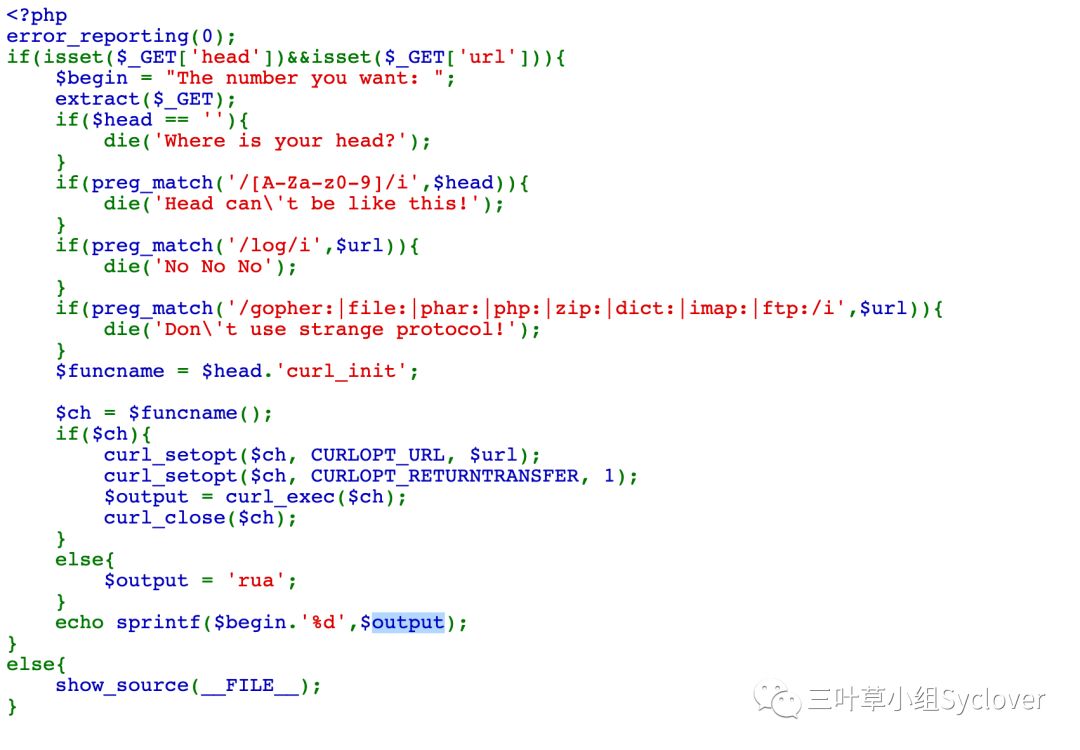 <?php
error_reporting(0);
if(isset($_GET['head'])&&isset($_GET['url'])){
    $begin = "The number you want: ";
    extract($_GET);
    if($head == ''){
        die('Where is your head?');
    }
    if(preg_match('/[A-Za-z0-9]/i',$head)){
        die('Head can\'t be like this!');
    }
    if(preg_match('/log/i',$url)){
        die('No No No');
    }
    if(preg_match('/gopher:|file:|phar:|php:|zip:|dict:|imap:|ftp:/i',$url)){
        die('Don\'t use strange protocol!');
    }
    $funcname = $head.'curl_init';

    $ch = $funcname();
    if($ch){
        curl_setopt($ch, CURLOPT_URL, $url);
        curl_setopt($ch, CURLOPT_RETURNTRANSFER, 1);
        $output = curl_exec($ch);
        curl_close($ch);
    }
    else{
        $output = 'rua';
    }
    echo sprintf($begin.'%d',$output);
}
else{
    show_source(__FILE__);
}
三叶草小组Syclover